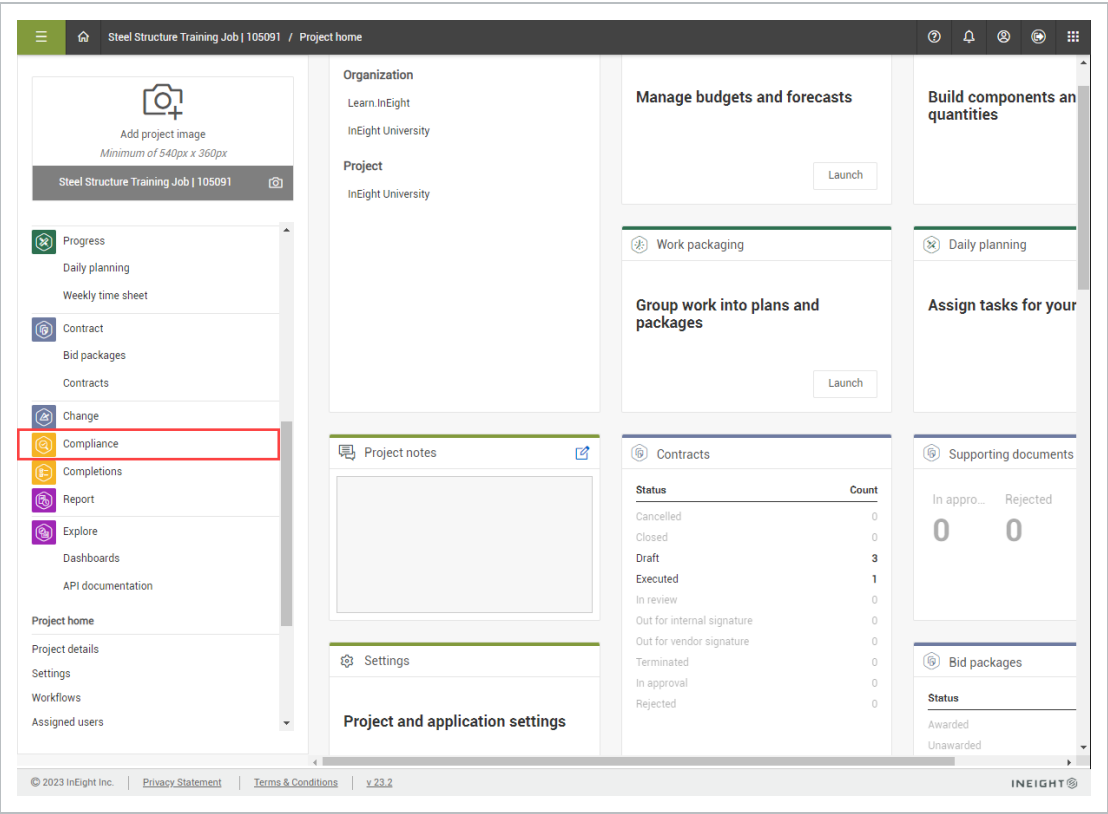 Steel Structure Training Job | 105091 / Project home
Add project image
Minimum of 540px x 360px
Steel Structure Training Job | 105091
Progress
Daily planning
Weekly time sheet
Contract
Bid packages
Contracts
Change
Compliance
Completions
Report
Explore
Dashboards
API documentation
Project home
Project details
Settings
Workflows
Assigned users
Organization
Learn.InEight
InEight University
Project
InEight University
Manage budgets and forecasts
Launch
Build components an
quantities
Work packaging
Group work into plans and
packages
Launch
Daily planning
Assign tasks for your
Project notes
Contracts
Status Count
Cancelled 0
Closed 0
Draft 3
Executed 1
In review 0
Out for internal signature 0
Out for vendor signature 0
Terminated 0
In approval 0
Rejected 0
Supporting documents
In appro... Rejected
0 0
Settings
Project and application settings
Bid packages
Status
Awarded
Unawarded
© 2023 InEight Inc. Privacy Statement Terms & Conditions v 23.2
INEIGHT